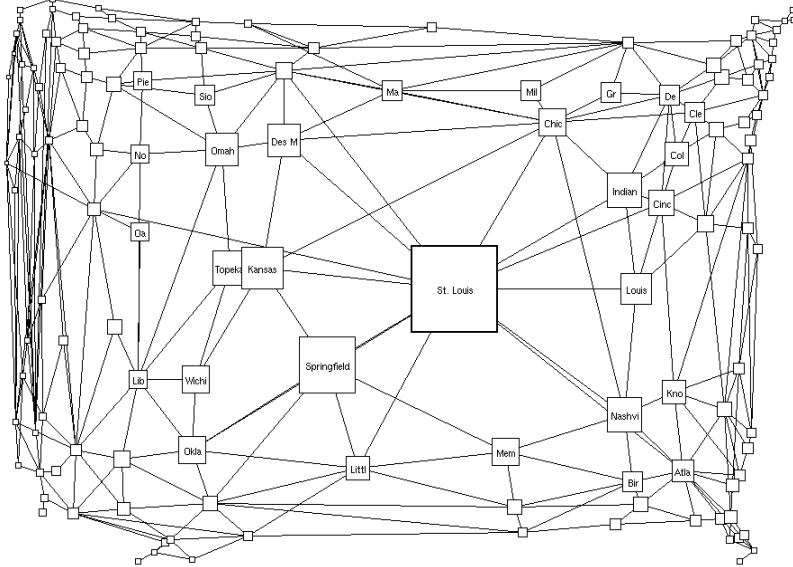 Pie
Sio
Ma
Mil
Gr
De
Cle
Chic
No
Omah
Des M
Col
Indian
Cinc
Oa
Topeka
Kansas
St. Louis
Louis
Springfield
Lib
Wichi
Kno
Nashvi
Okla
Mem
Littl
Bir
Atla